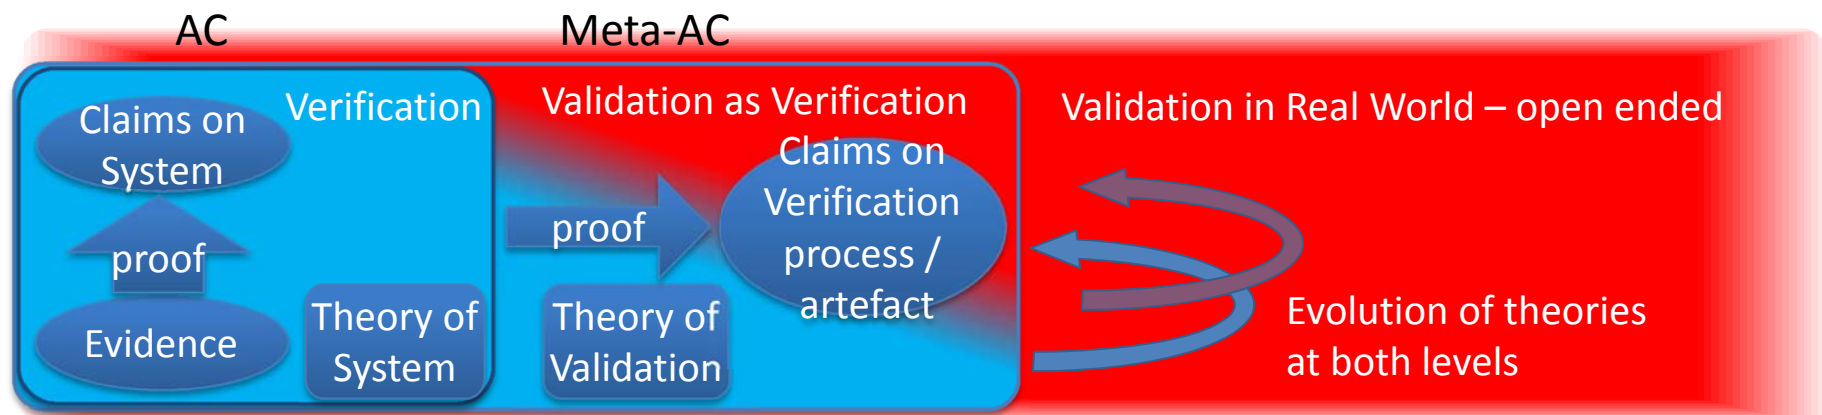 AC
Meta-AC
Claims on
System
Verification
proof
Evidence
Theory of
System
Validation as Verification
proof
Claims on
Verification
process /
artefact
Theory of
Validation
Validation in Real World – open ended
Evolution of theories
at both levels